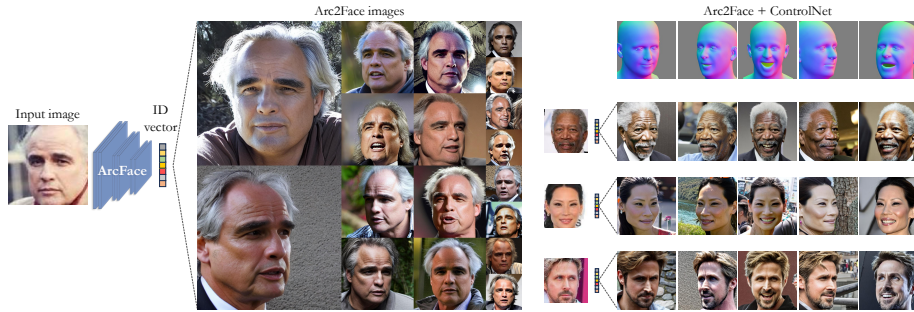 Arc2Face images
Arc2Face + ControlNet
Input image
ID
vector
ArcFace